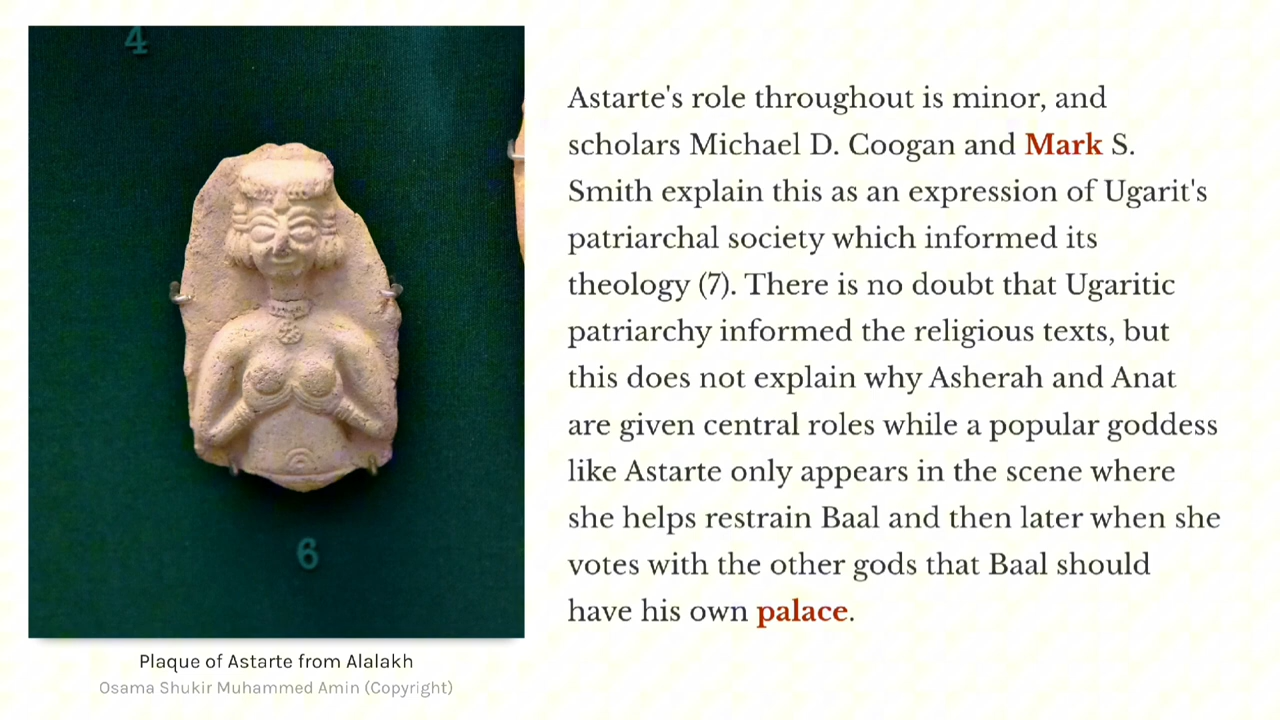 4
6
Plaque of Astarte from Alalakh
Osama Shukir Muhammed Amin (Copyright)
Astarte's role throughout is minor, and
scholars Michael D. Coogan and Mark S.
Smith explain this as an expression of Ugarit's
patriarchal society which informed its
theology (7). There is no doubt that Ugaritic
patriarchy informed the religious texts, but
this does not explain why Asherah and Anat
are given central roles while a popular goddess
like Astarte only appears in the scene where
she helps restrain Baal and then later when she
votes with the other gods that Baal should
have his own palace.